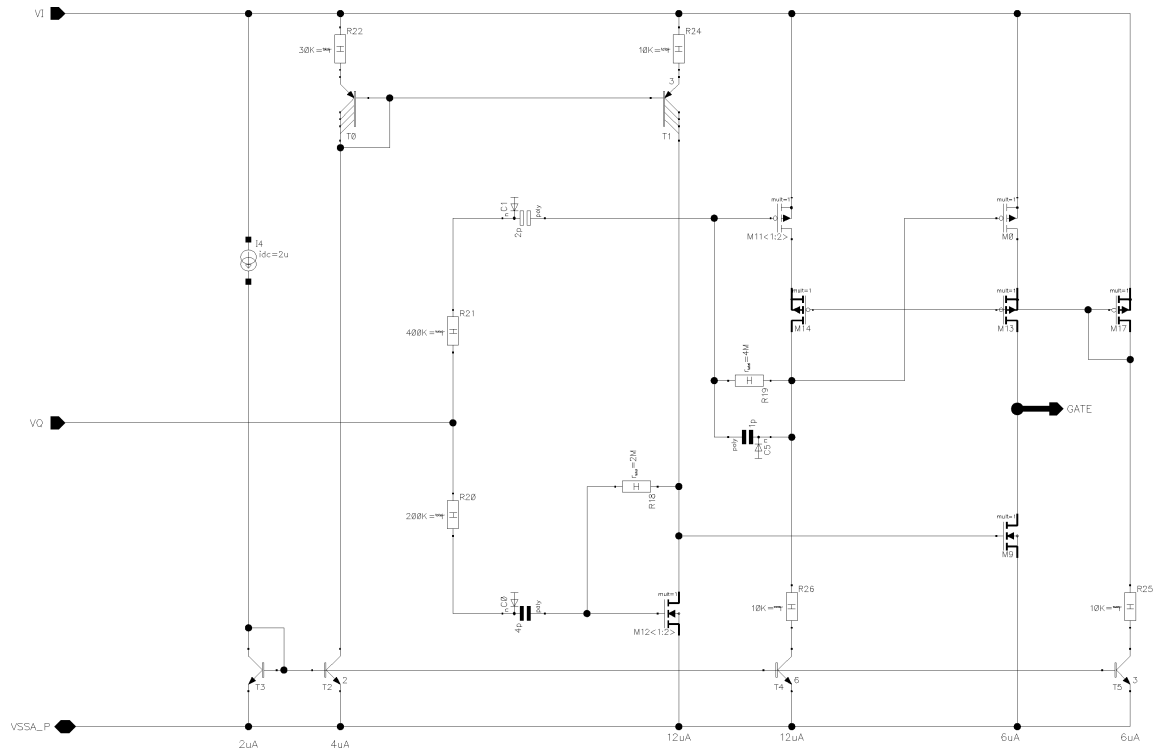 VI
R22
30K=
R24
10K=
3
T0
T1
mult=1
mult=1
C1
n
poly
2p
M11<1:2>
M0
I4
idc=2u
mult=1
mult=1
mult=1
R21
M14
M13
M17
400K=
=4M
R19
VQ
GATE
1p
poly
n
C5
=2M
R18
R20
200K=
mult=1
M9
C0
n
poly
4p
mult=1
M12<1:2>
R26
10K=
R25
10K=
T3
T2
2
T4
6
T5
3
VSSA_P
2uA
4uA
12uA
12uA
6uA
6uA